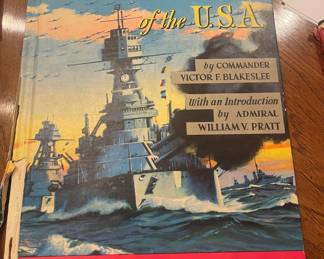 of the U.S.A
by COMMANDER
VICTOR F. BLAKESLEE
With an Introduction
by ADMIRAL
WILLIAM V. PRATT